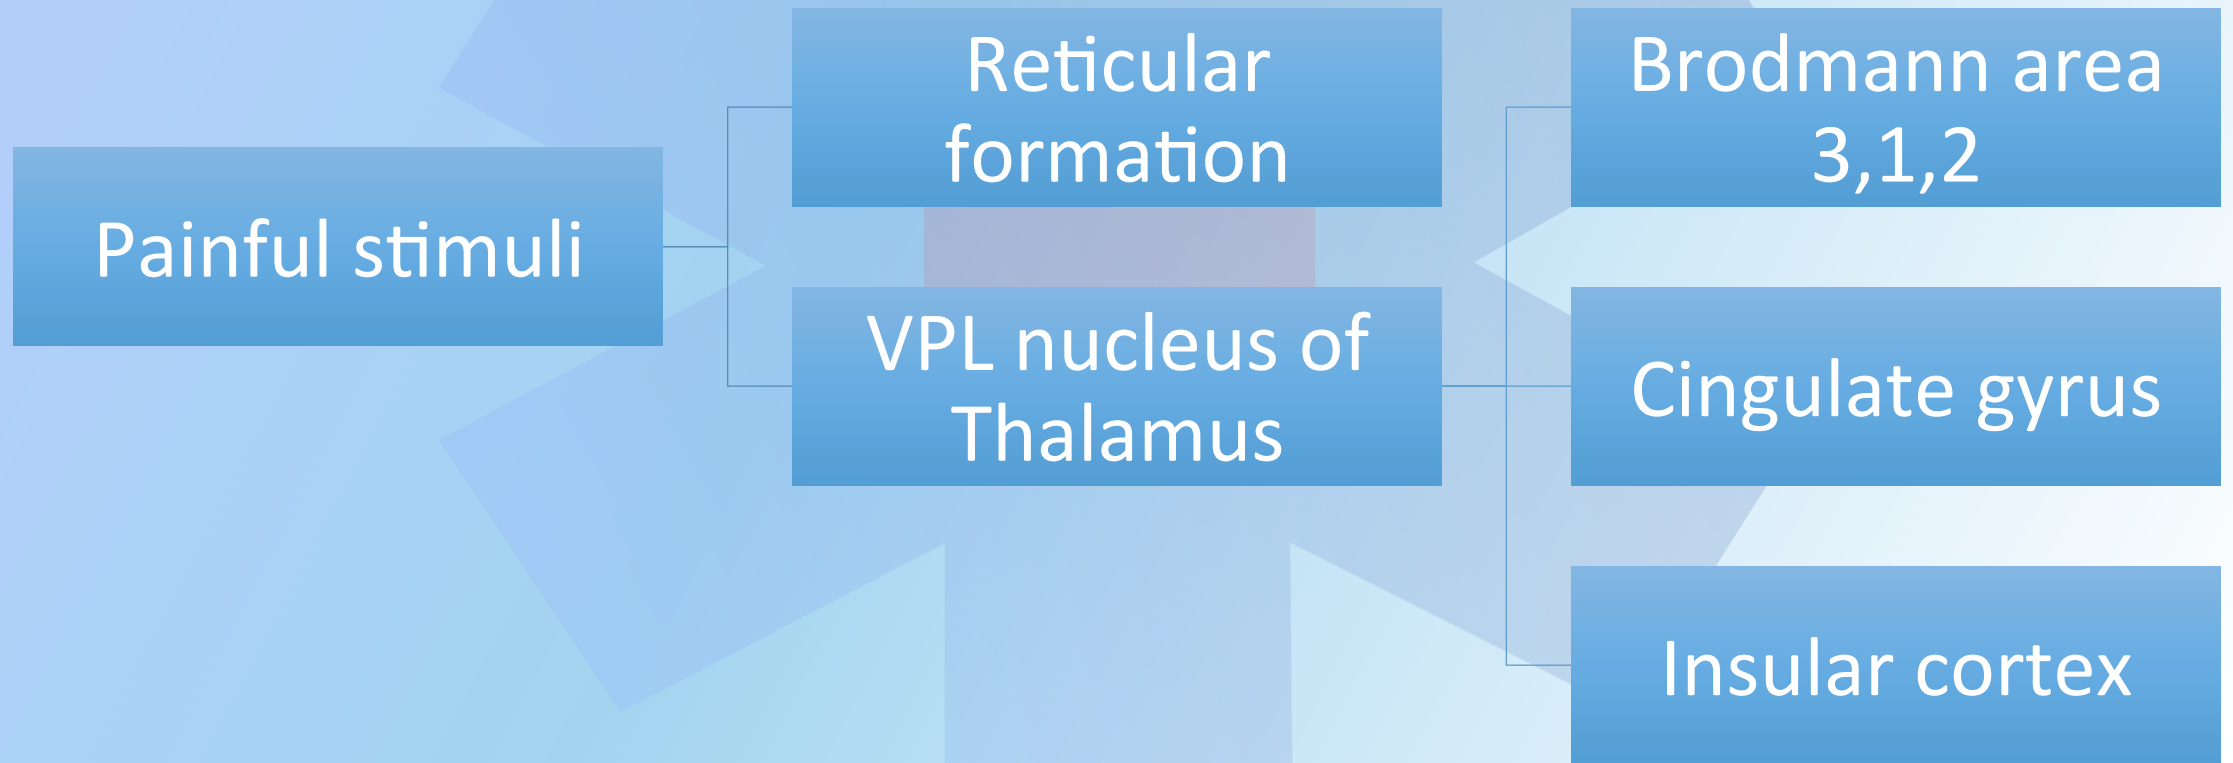 Painful stimuli
Reticular
formation
VPL nucleus of
Thalamus
Brodmann area
3,1,2
Cingulate gyrus
Insular cortex